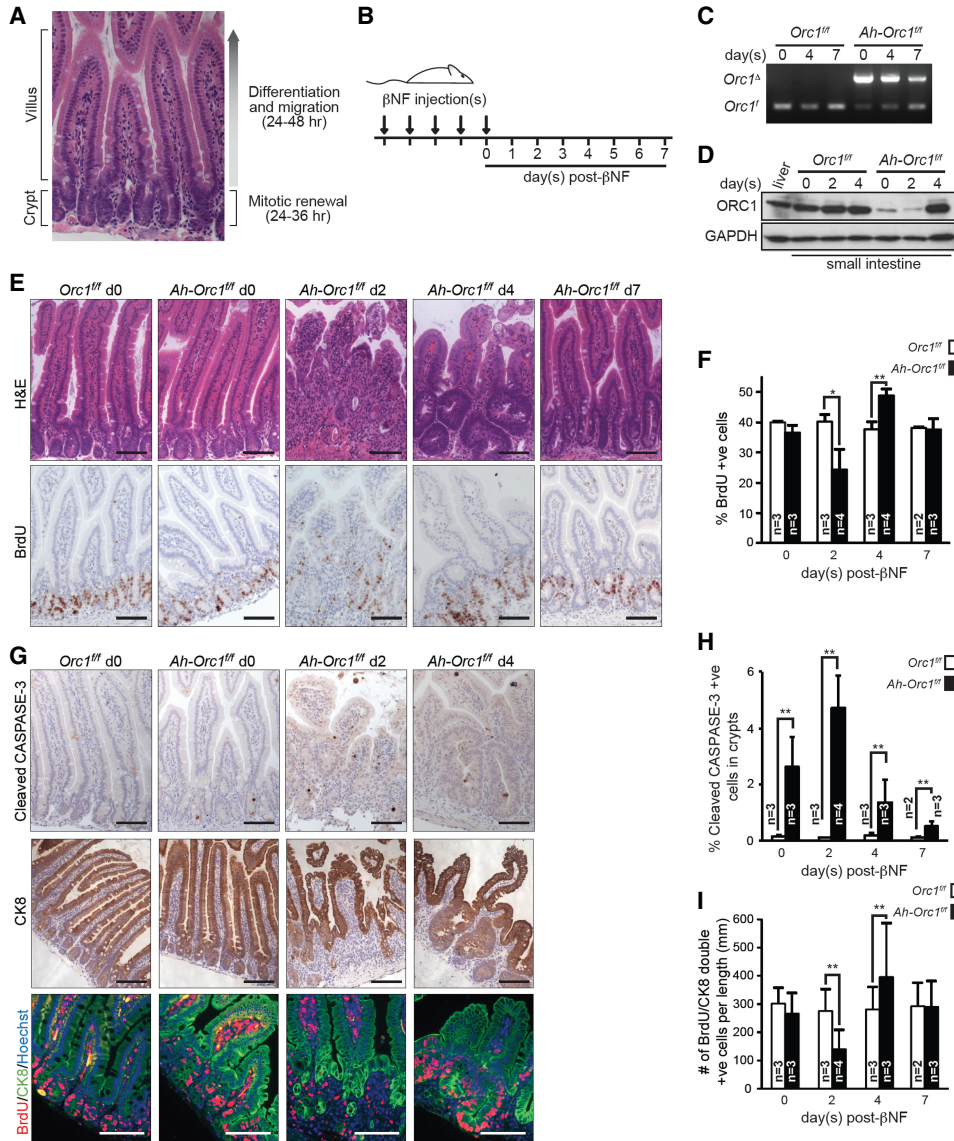 A
Villus
Crypt
Differentiation
and migration
(24-48 hr)
Mitotic renewal
(24-36 hr)
B
βNF injection(s)
0 1 2 3 4 5 6 7
day(s) post-βNF
C
Orc1f/f Ah-Orc1f/f
day(s) 0 4 7 0 4 7
Orc1Δ
Orc1f
D
liver Orc1f/f Ah-Orc1f/f
day(s) 0 2 4 0 2 4
ORC1
GAPDH
small intestine
E
Orc1f/f d0 Ah-Orc1f/f d0 Ah-Orc1f/f d2 Ah-Orc1f/f d4 Ah-Orc1f/f d7
H&E
BrdU
F
Orc1f/f
Ah-Orc1f/f
% BrdU +ve cells
50
40
30
20
10
0
* **
n=3 n=3 n=3 n=4 n=3 n=4 n=2 n=3
0 2 4 7
day(s) post-βNF
G
Orc1f/f d0 Ah-Orc1f/f d0 Ah-Orc1f/f d2 Ah-Orc1f/f d4
Cleaved CASPASE-3
CK8
BrdU/CK8/Hoechst
H
Orc1f/f
Ah-Orc1f/f
% Cleaved CASPASE-3 +ve
cells in crypts
6
4
2
0
** ** ** **
n=3 n=3 n=3 n=4 n=3 n=3 n=2 n=3
0 2 4 7
day(s) post-βNF
I
Orc1f/f
Ah-Orc1f/f
# of BrdU/CK8 double
+ve cells per length (mm)
600
500
400
300
200
100
0
** **
n=3 n=3 n=3 n=4 n=3 n=3 n=3 n=3
0 2 4 7
day(s) post-βNF